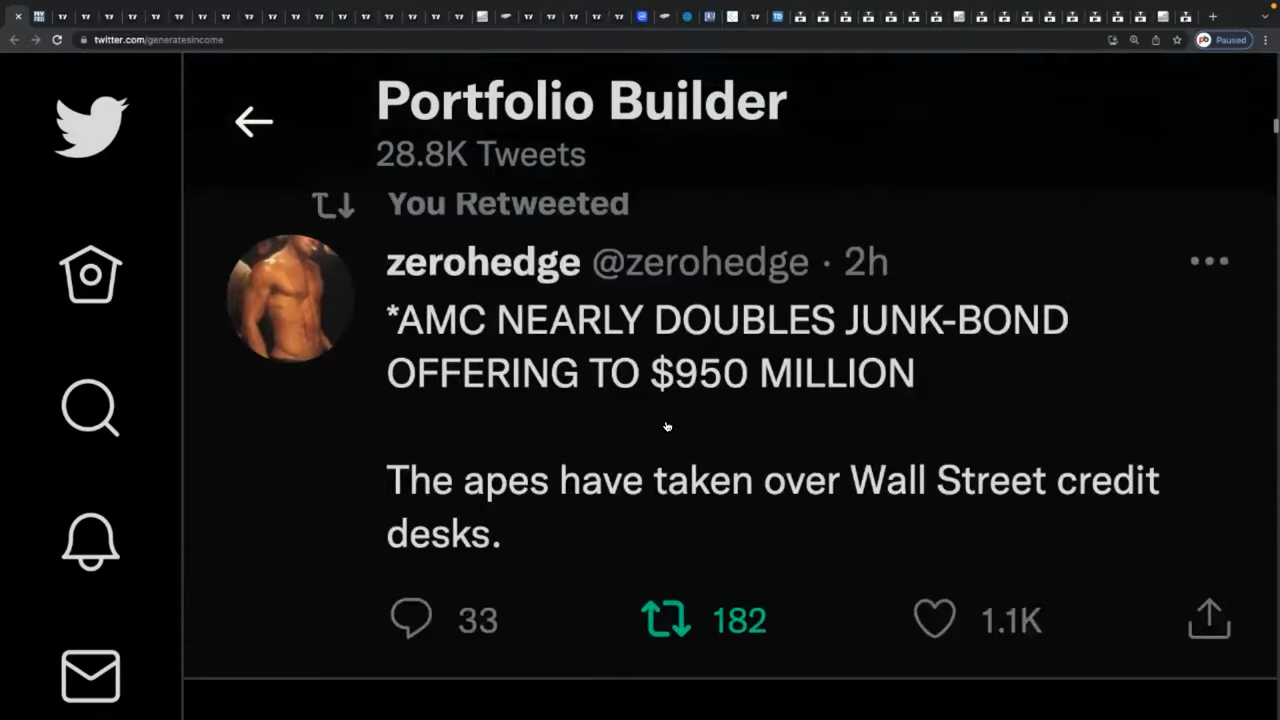 twitter.com/generatesincome
Paused
Portfolio Builder
28.8K Tweets
You Retweeted
zerohedge @zerohedge · 2h
*AMC NEARLY DOUBLES JUNK-BOND
OFFERING TO $950 MILLION
The apes have taken over Wall Street credit
desks.
33
182
1.1K